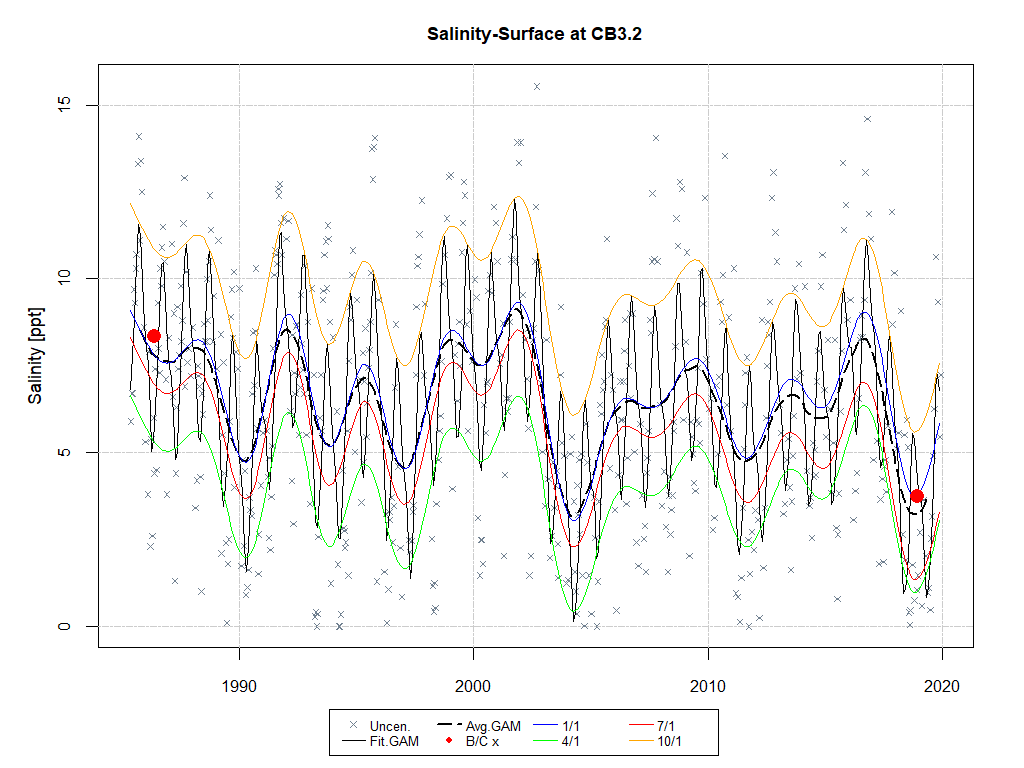 Salinity-Surface at CB3.2
Salinity [ppt]
15
10
5
0
1990 2000 2010 2020
Uncen. Avg.GAM 1/1 7/1
Fit.GAM B/C x 4/1 10/1